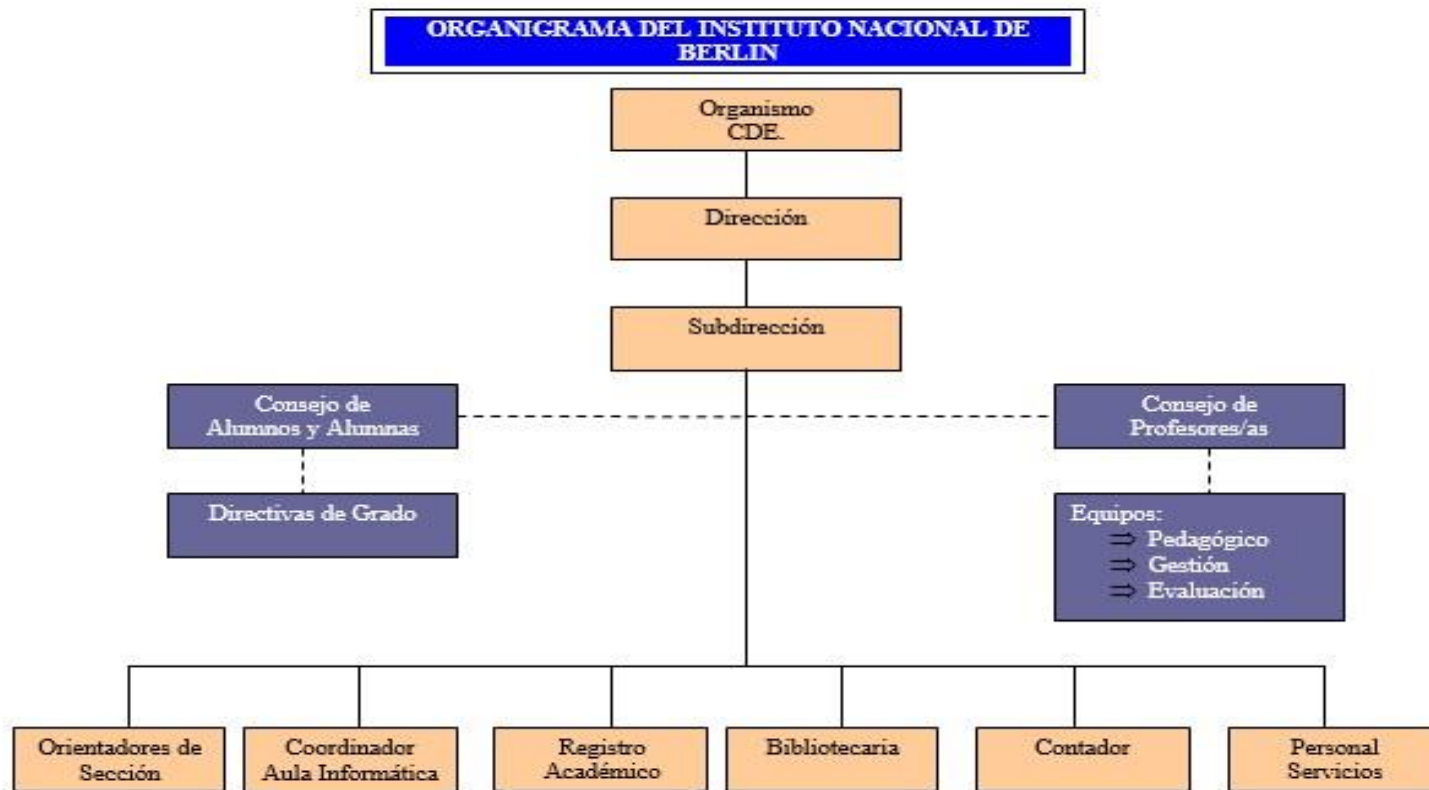 ORGANIGRAMA DEL INSTITUTO NACIONAL DE
BERLIN
Organismo
CDE.
Dirección
Subdirección
Consejo de
Alumnos y Alumnas
Consejo de
Profesores/as
Directivas de Grado
Equipos:
⇒ Pedagógico
⇒ Gestión
⇒ Evaluación
Orientadores de
Sección
Coordinador
Aula Informática
Registro
Académico
Bibliotecaria
Contador
Personal
Servicios